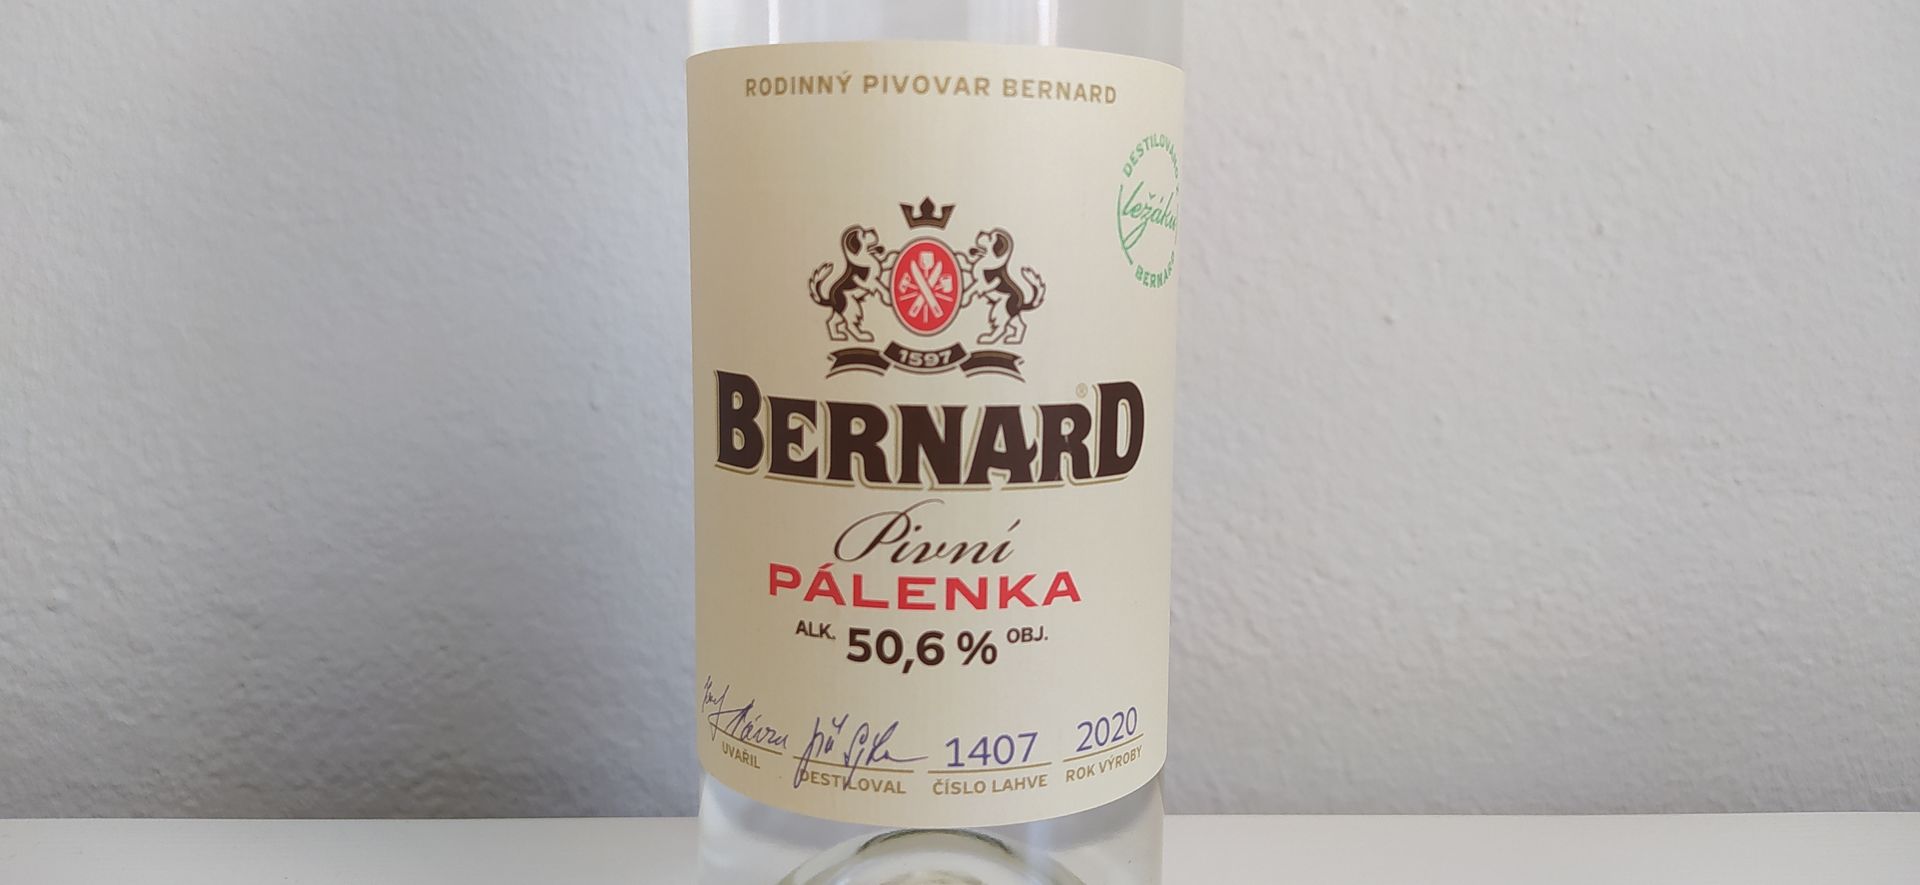 RODINNÝ PIVOVAR BERNARD
DESTILOVÁNO
ležáku
BERNARD
1597
BERNARD®
Pivní
PÁLENKA
ALK. 50,6 % OBJ.
1407 2020
UVAŘIL DESTILOVAL ČÍSLO LAHVE ROK VÝROBY